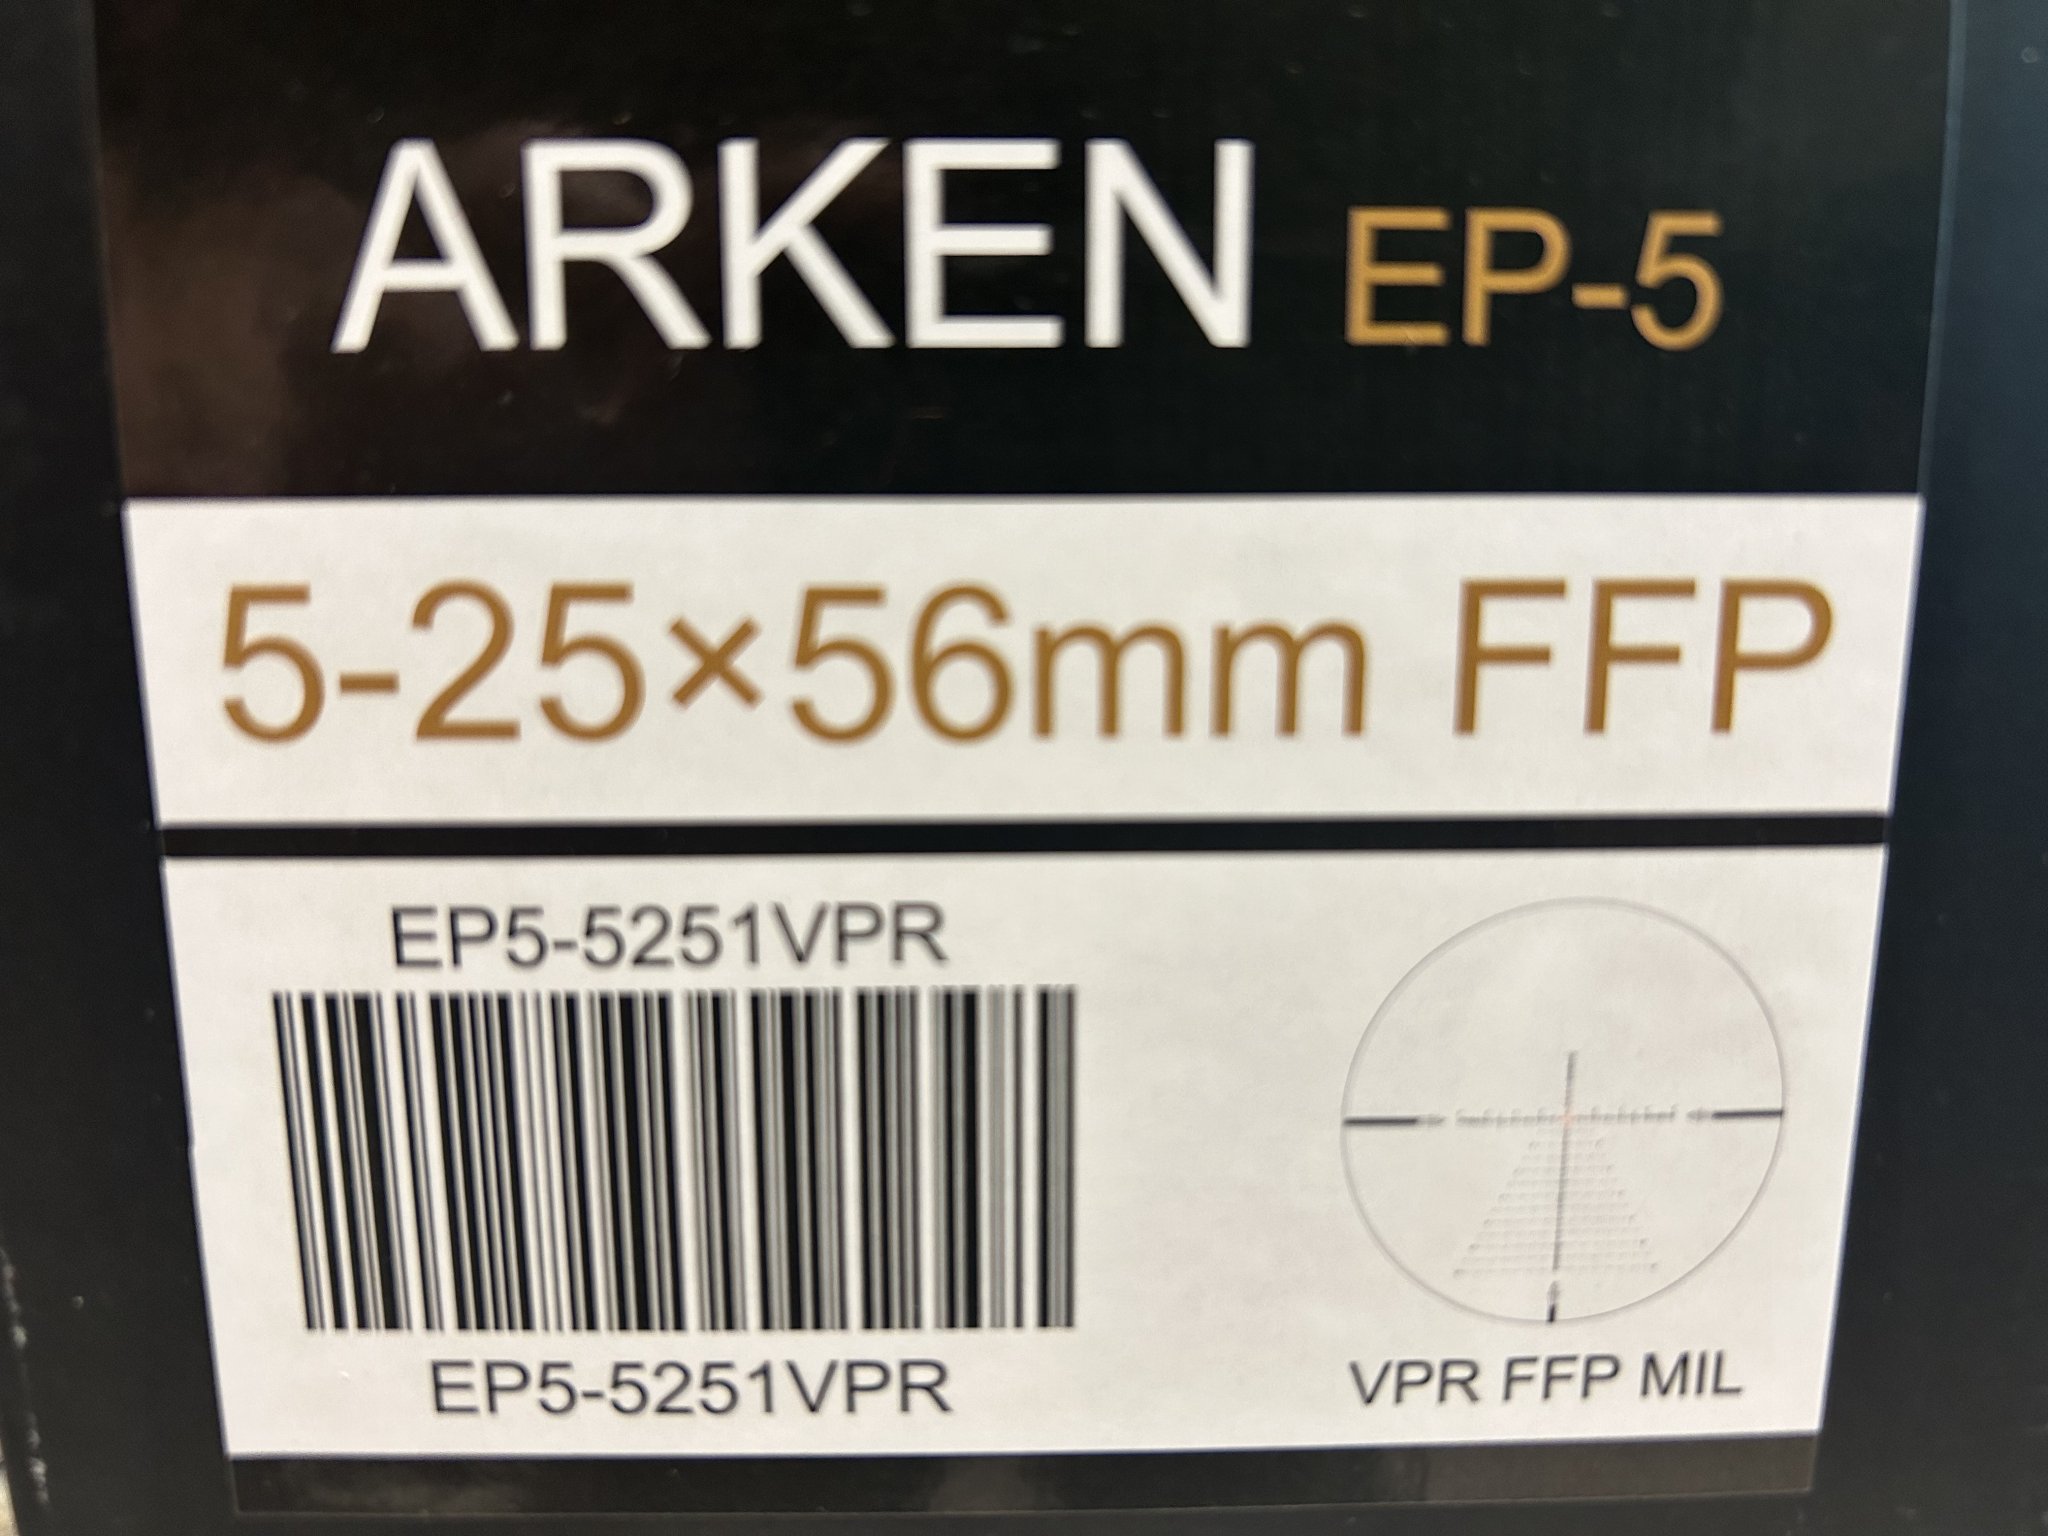 ARKEN EP-5
5-25×56mm FFP
EP5-5251VPR
EP5-5251VPR
VPR FFP MIL